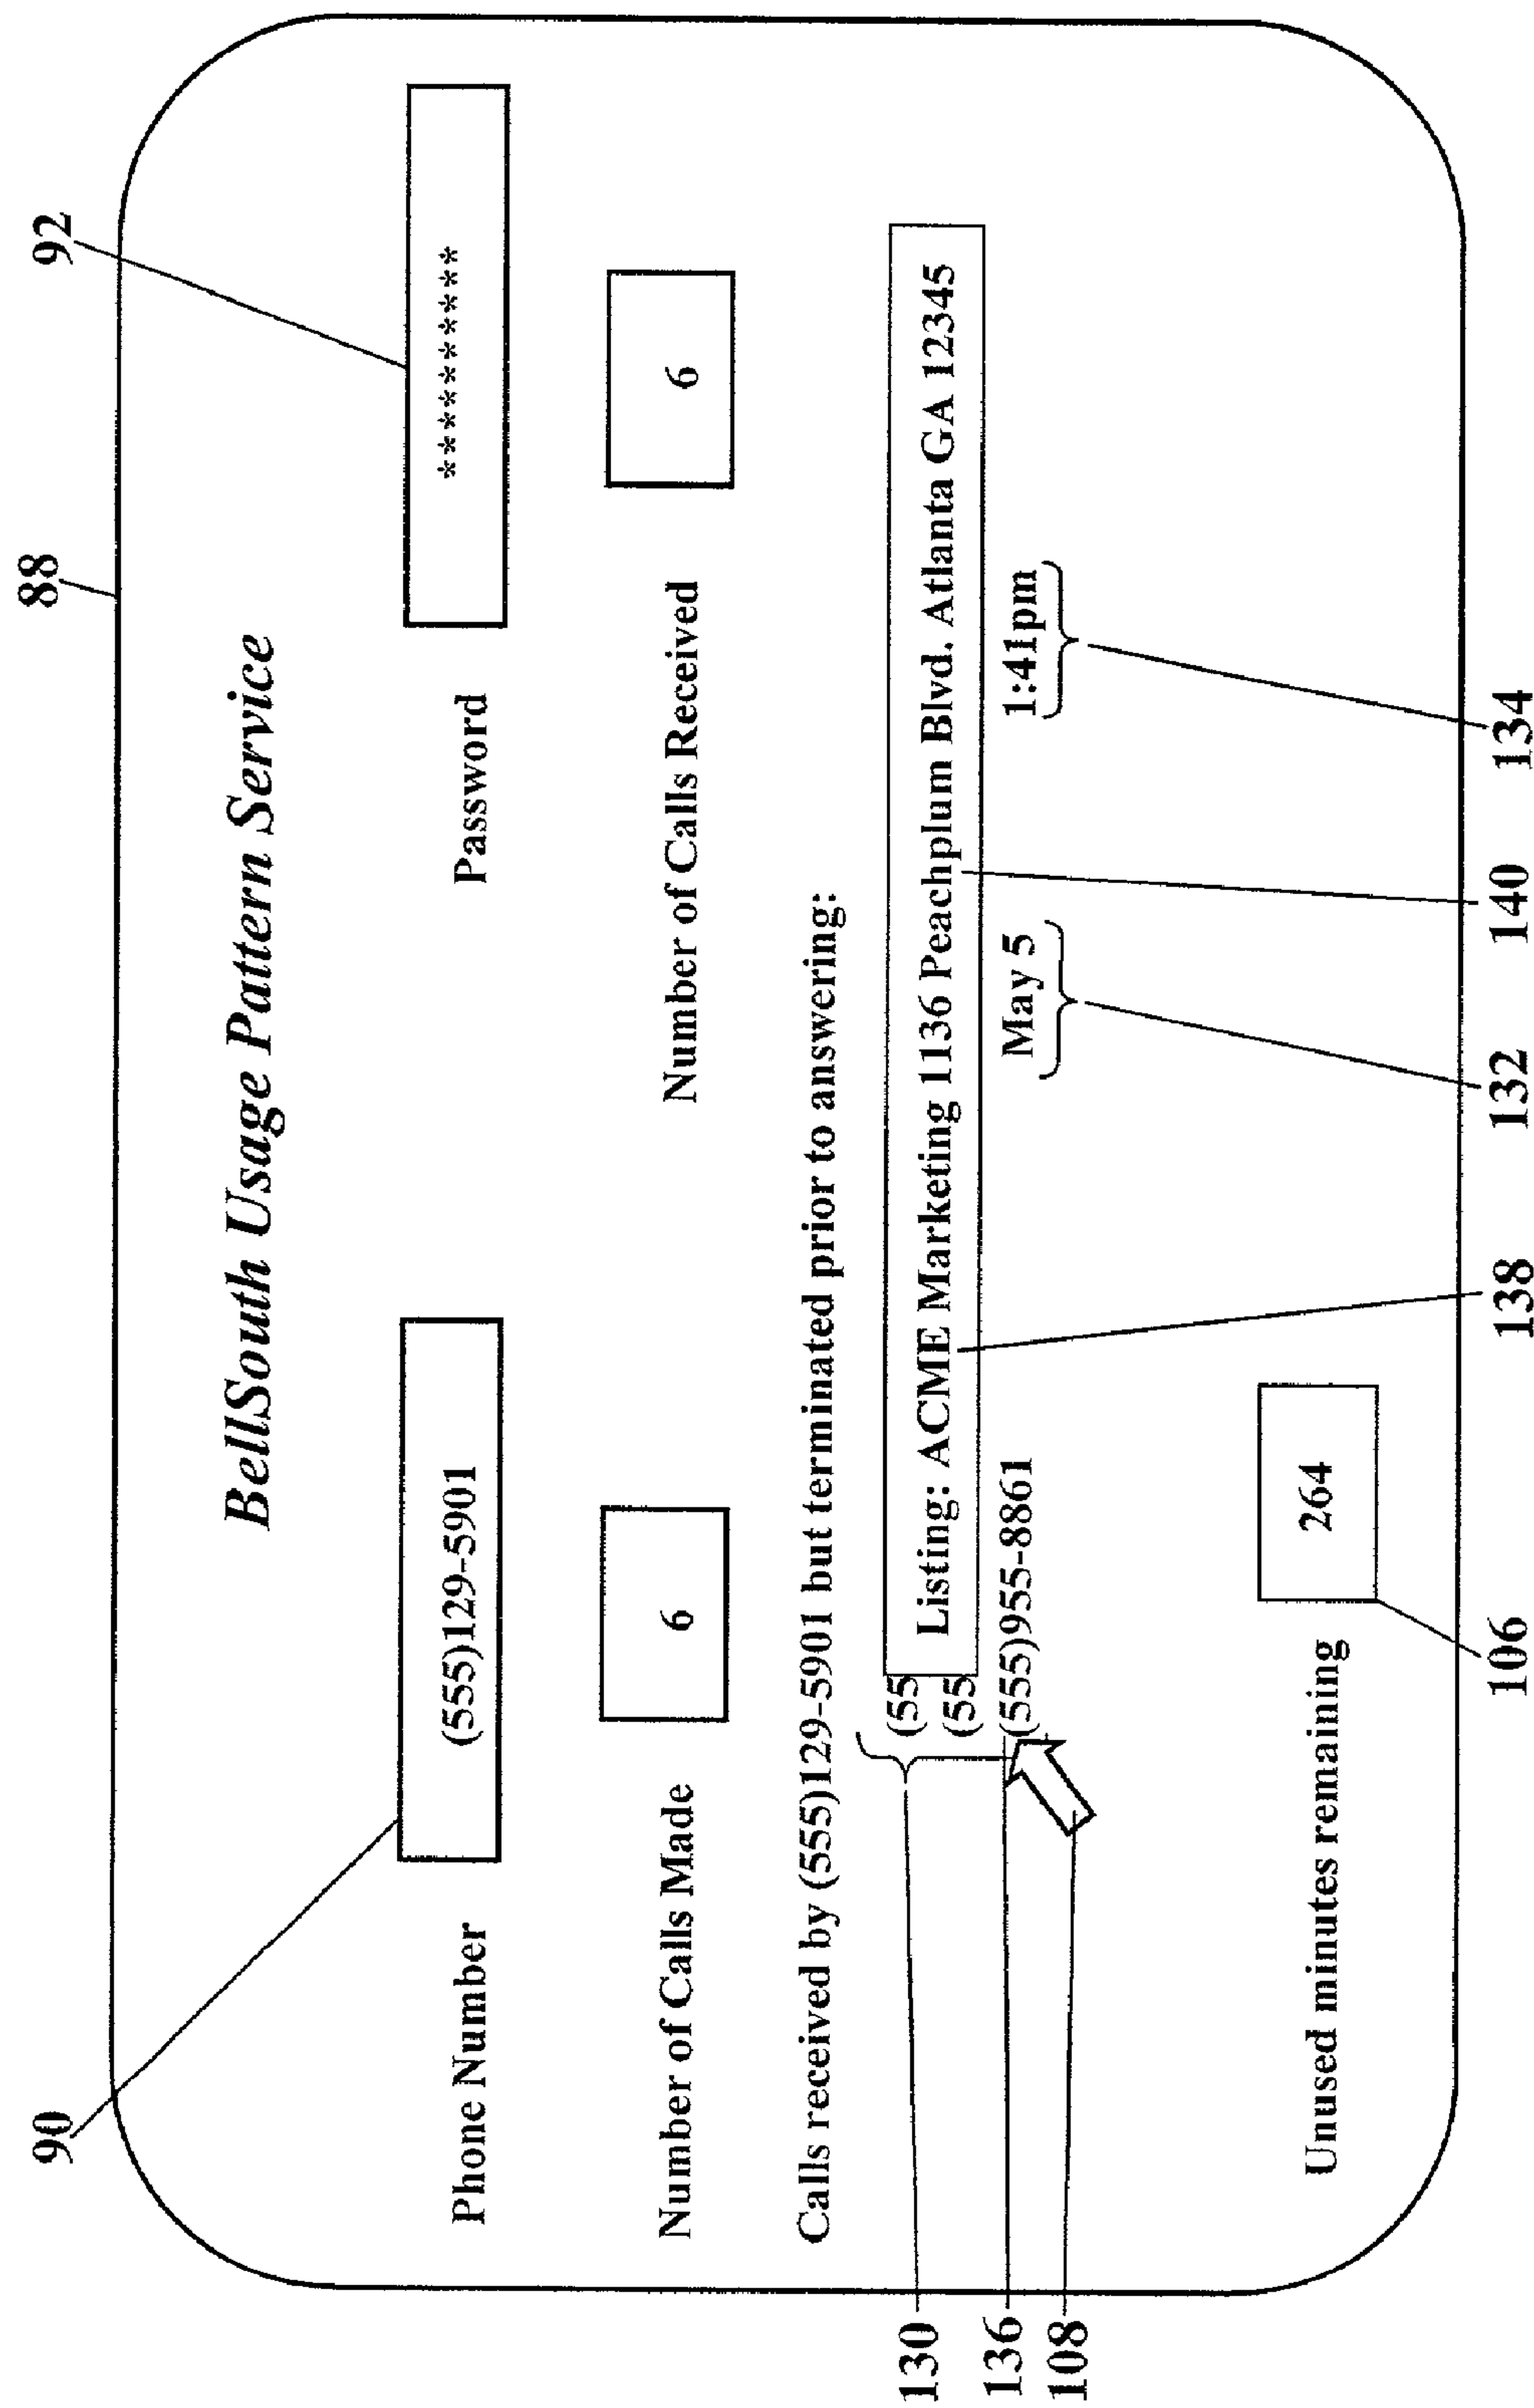 88
92
90
BellSouth Usage Pattern Service
Phone Number (555)129-5901 Password **********
Number of Calls Made 6 Number of Calls Received 6
Calls received by (555)129-5901 but terminated prior to answering:
(55
(55
Listing: ACME Marketing 1136 Peachplum Blvd. Atlanta GA 12345
(555)955-8861 May 5 1:41pm
130
136
108
Unused minutes remaining 264
106
138
132
140
134